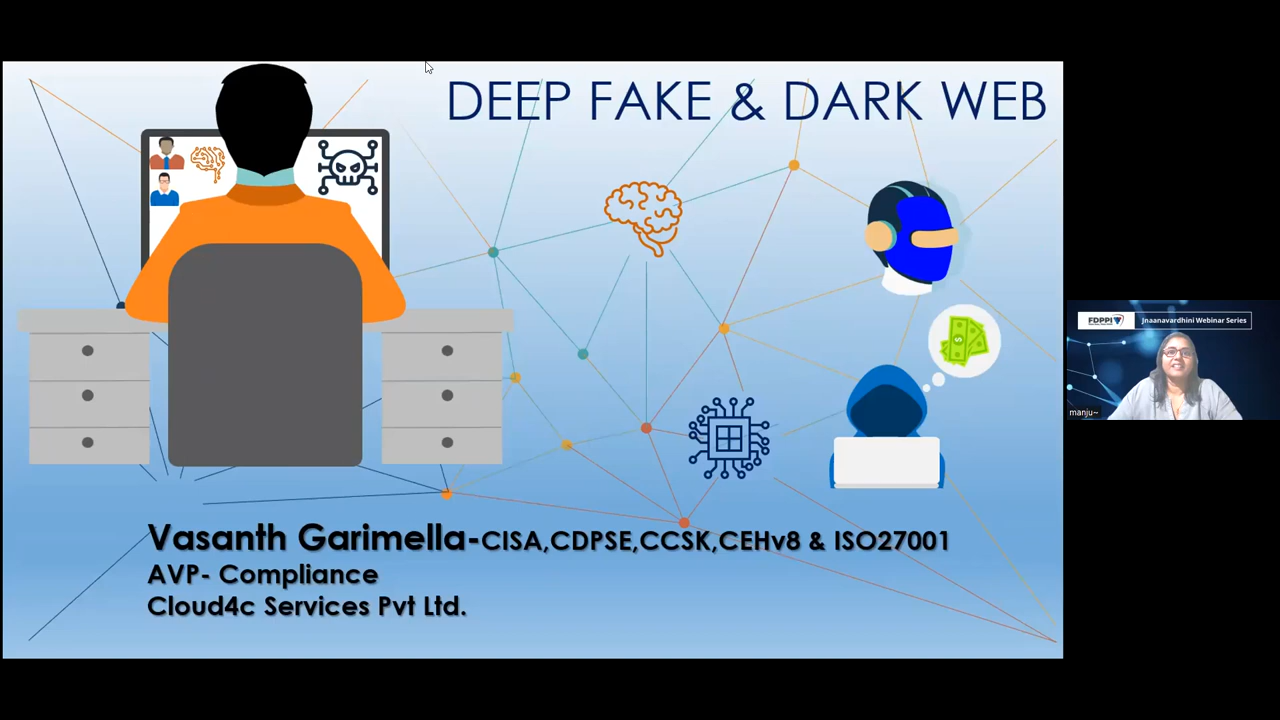 DEEP FAKE & DARK WEB
Vasanth Garimella-CISA,CDPSE,CCSK,CEHv8 & ISO27001
AVP- Compliance
Cloud4c Services Pvt Ltd.
FDPPI
Jnaanavardhini Webinar Series
manju~